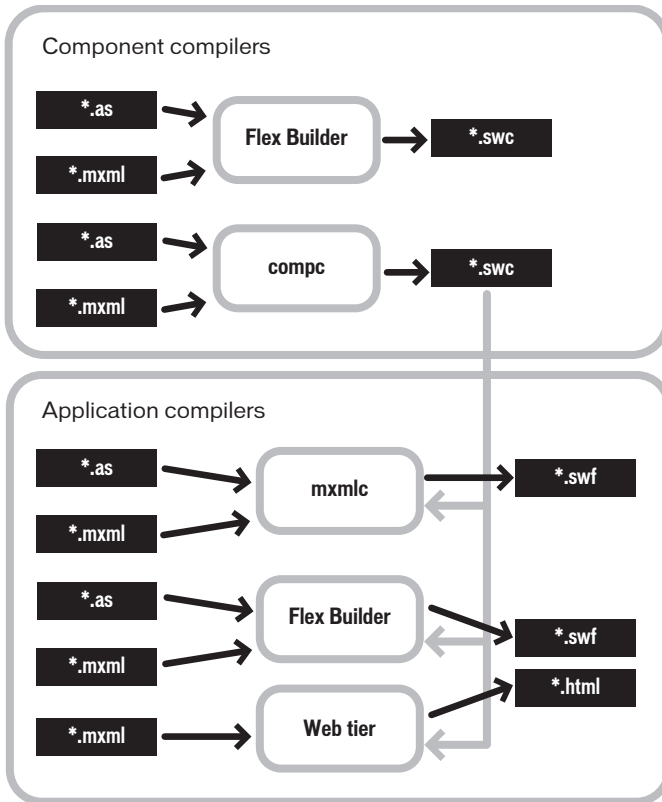 Component compilers
*.as
Flex Builder
*.swc
*.mxml
*.as
compc
*.swc
*.mxml
Application compilers
*.as
mxmlc
*.swf
*.mxml
*.as
Flex Builder
*.swf
*.mxml
*.html
*.mxml
Web tier